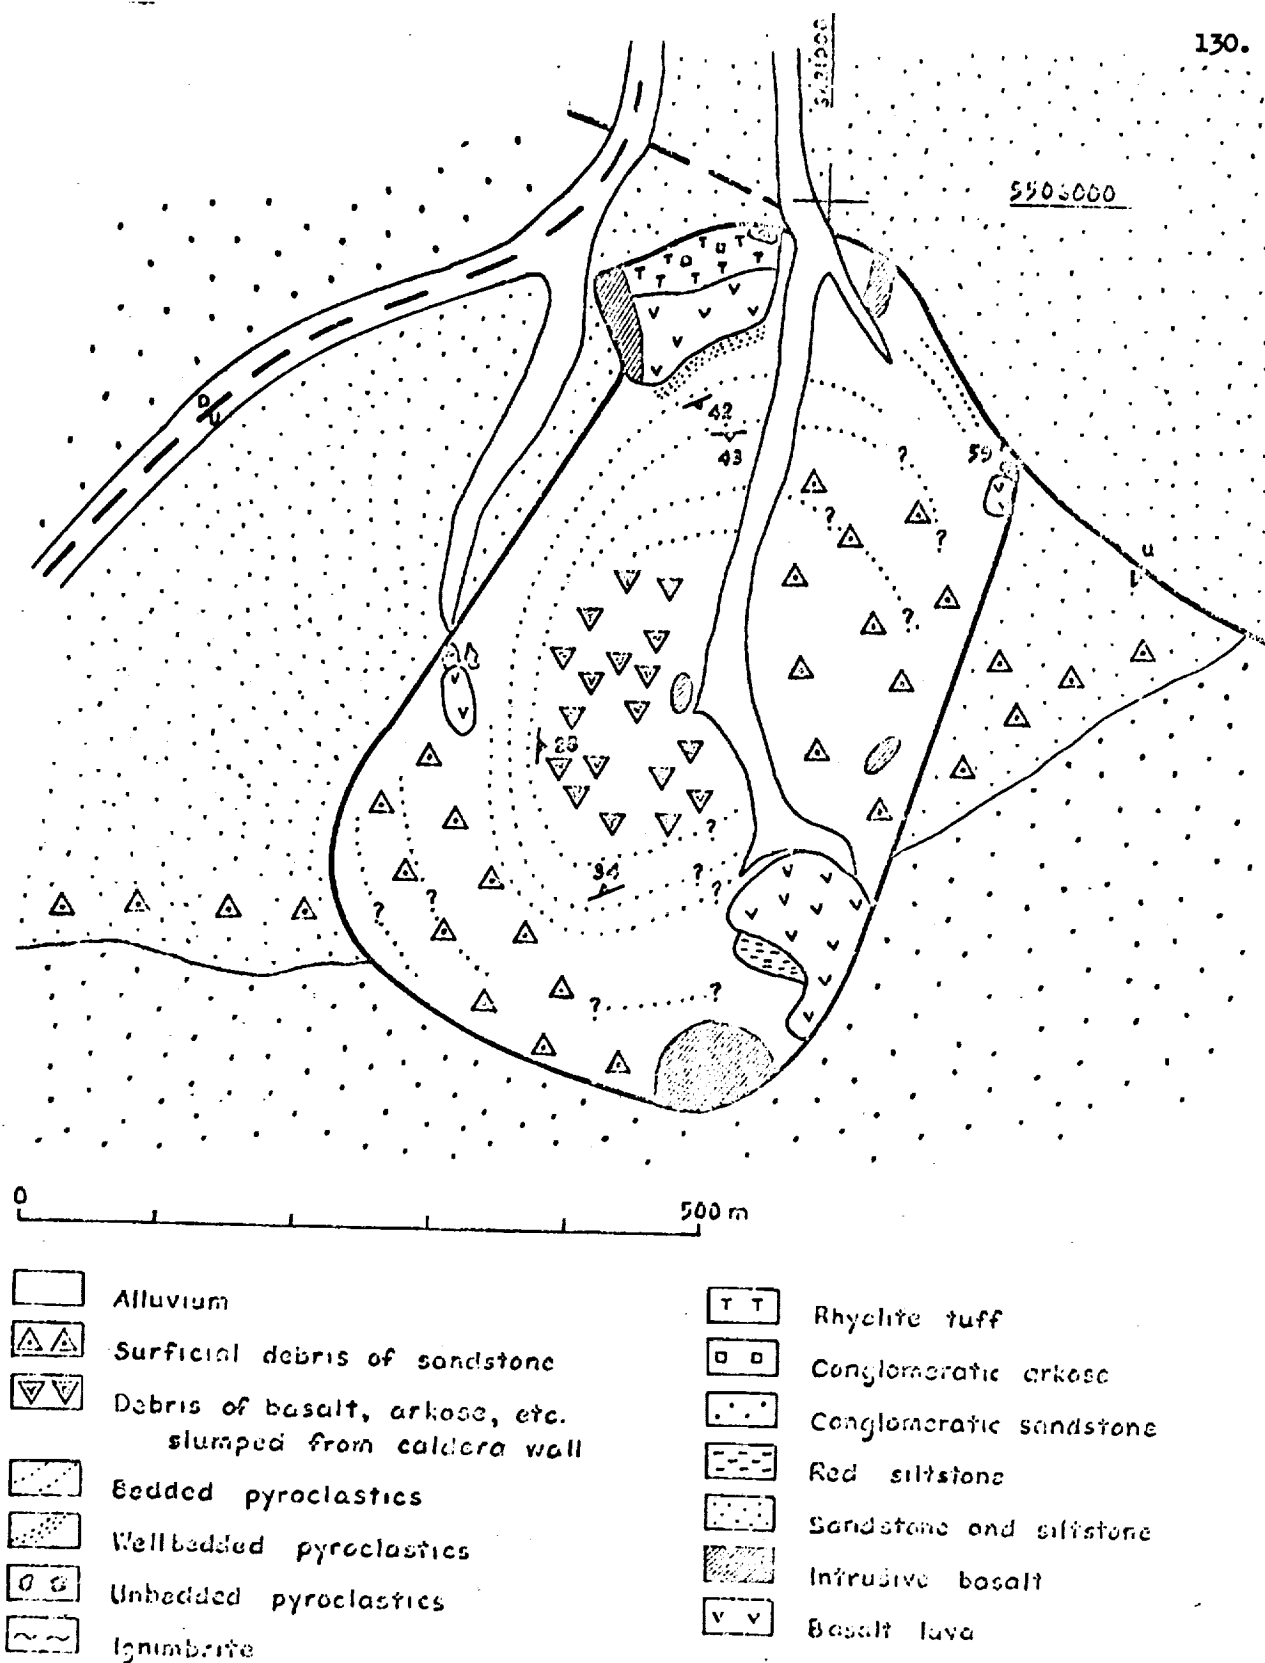 130.
5506000
42
43
59
?
?
?
?
?
U
D
U
28
34
?
?
?
?
?
?
?
0
500 m
Alluvium
Surficial debris of sandstone
Debris of basalt, arkose, etc.
slumped from caldera wall
Bedded pyroclastics
Wellbedded pyroclastics
Unbedded pyroclastics
Ignimbrite
T T
Rhyolite tuff
Conglomeratic arkose
Conglomeratic sandstone
Red siltstone
Sandstone and siltstone
Intrusive basalt
v v
Basalt lava